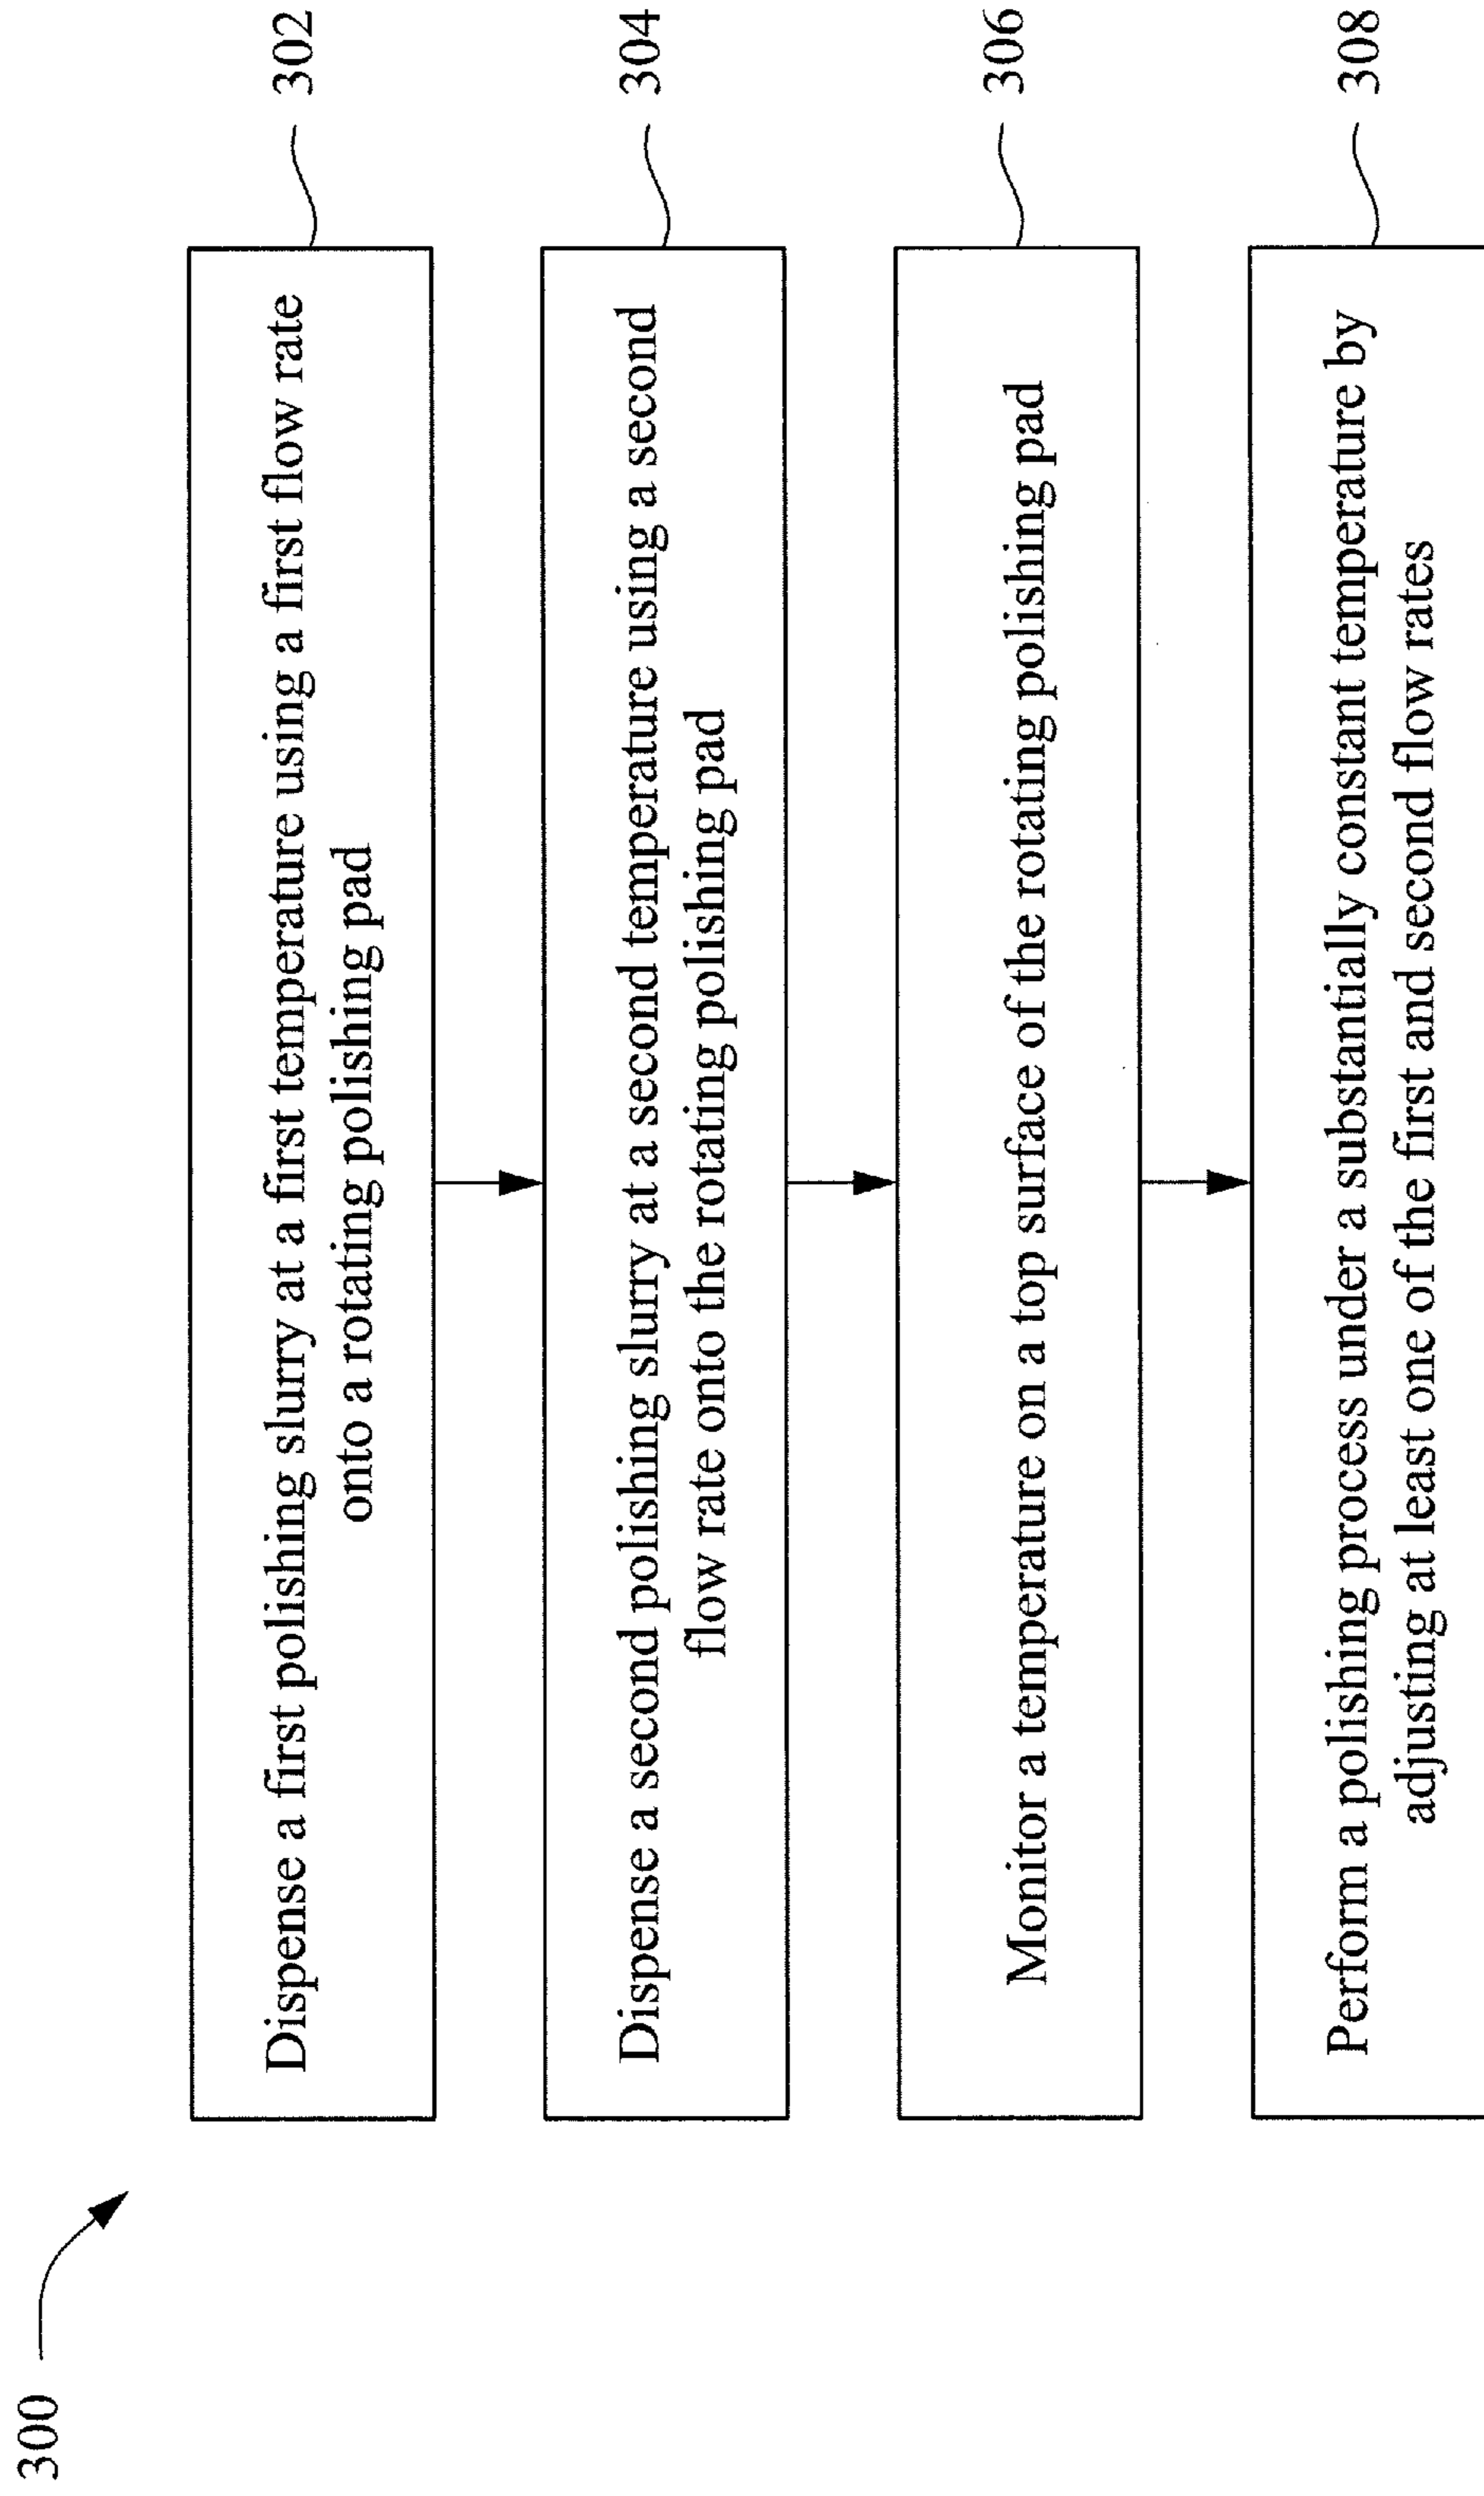 300
Dispense a first polishing slurry at a first temperature using a first flow rate
onto a rotating polishing pad
302
Dispense a second polishing slurry at a second temperature using a second
flow rate onto the rotating polishing pad
304
Monitor a temperature on a top surface of the rotating polishing pad
306
Perform a polishing process under a substantially constant temperature by
adjusting at least one of the first and second flow rates
308